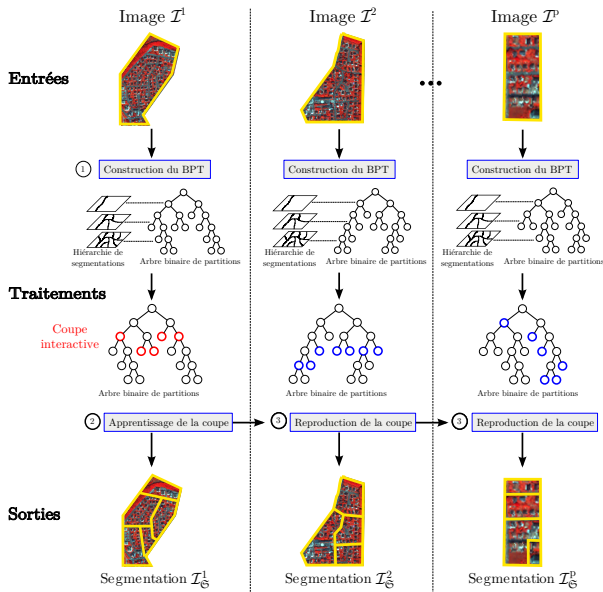 Image I¹ Image I² Image Iᵖ
Entrées
...
1 Construction du BPT Construction du BPT Construction du BPT
Hiérarchie de segmentations Arbre binaire de partitions Hiérarchie de segmentations Arbre binaire de partitions Hiérarchie de segmentations Arbre binaire de partitions
Traitements
Coupe
interactive
Arbre binaire de partitions Arbre binaire de partitions Arbre binaire de partitions
2 Apprentissage de la coupe 3 Reproduction de la coupe 3 Reproduction de la coupe
Sorties
Segmentation I¹𝔖 Segmentation I²𝔖 Segmentation Iᵖ𝔖